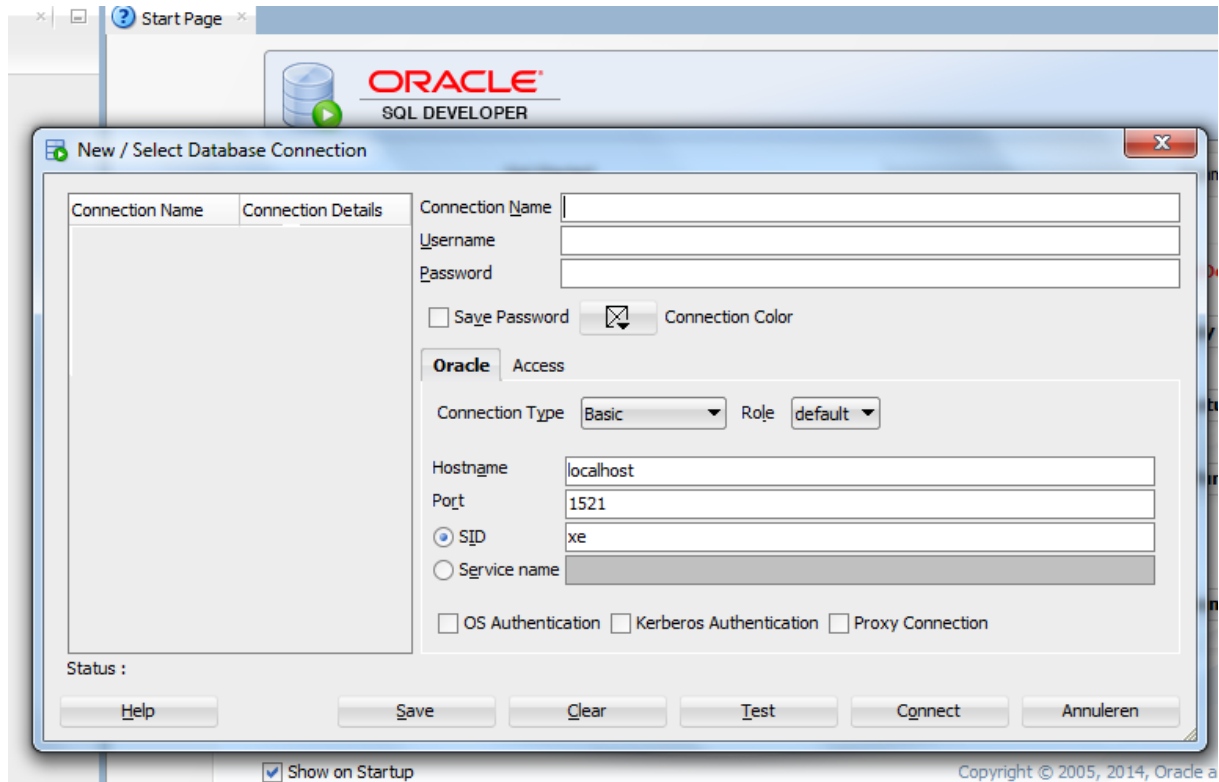 Start Page
ORACLE
SQL DEVELOPER
New / Select Database Connection
Connection Name Connection Details
Connection Name
Username
Password
Save Password Connection Color
Oracle Access
Connection Type Basic Role default
Hostname localhost
Port 1521
SID xe
Service name
OS Authentication Kerberos Authentication Proxy Connection
Status :
Help Save Clear Test Connect Annuleren
Show on Startup Copyright © 2005, 2014, Oracle a